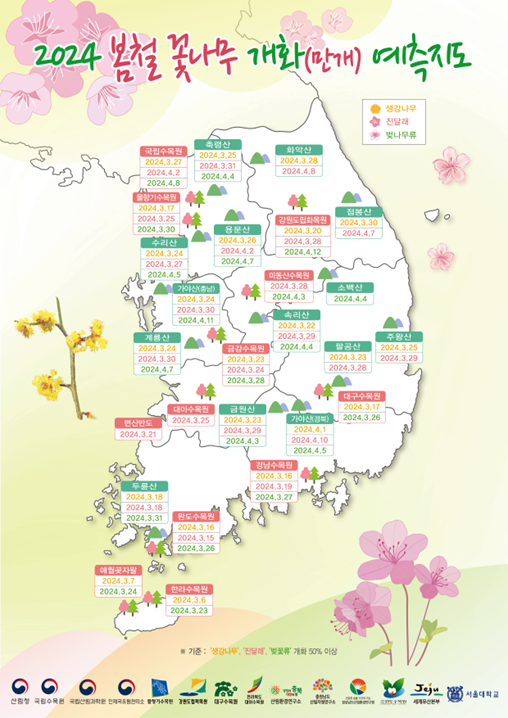 2024 봄철 꽃나무 개화(만개) 예측지도
생강나무
진달래
벚나무류
국립수목원
2024.3.27
2024.4.2
2024.4.8
축령산
2024.3.25
2024.3.31
2024.4.4
화악산
2024.3.28
2024.4.8
물향기수목원
2024.3.17
2024.3.25
2024.3.30
용문산
2024.3.26
2024.4.2
2024.4.7
강원도립화목원
2024.3.20
2024.3.28
2024.4.12
점봉산
2024.3.30
2024.4.7
수리산
2024.3.24
2024.3.27
2024.4.5
가야산(충남)
2024.3.24
2024.3.30
2024.4.11
미동산수목원
2024.3.28
2024.4.3
소백산
2024.4.4
속리산
2024.3.22
2024.3.29
2024.4.4
계룡산
2024.3.24
2024.3.30
2024.4.7
금강수목원
2024.3.23
2024.3.24
2024.3.28
팔공산
2024.3.23
2024.3.28
주왕산
2024.3.25
2024.3.29
대구수목원
2024.3.17
2024.3.26
변산반도
2024.3.21
대아수목원
2024.3.25
금원산
2024.3.23
2024.3.29
2024.4.3
가야산(경북)
2024.4.1
2024.4.10
2024.4.5
경남수목원
2024.3.16
2024.3.19
2024.3.27
두륜산
2024.3.18
2024.3.18
2024.3.31
완도수목원
2024.3.16
2024.3.15
2024.3.26
애월곶자왈
2024.3.7
2024.3.24
한라수목원
2024.3.6
2024.3.23
※ 기준 : '생강나무', '진달래', '벚꽃류' 개화 50% 이상
산림청 국립수목원 국립산림과학원 대구수목원 Jeju 세계유산본부 서울대학교